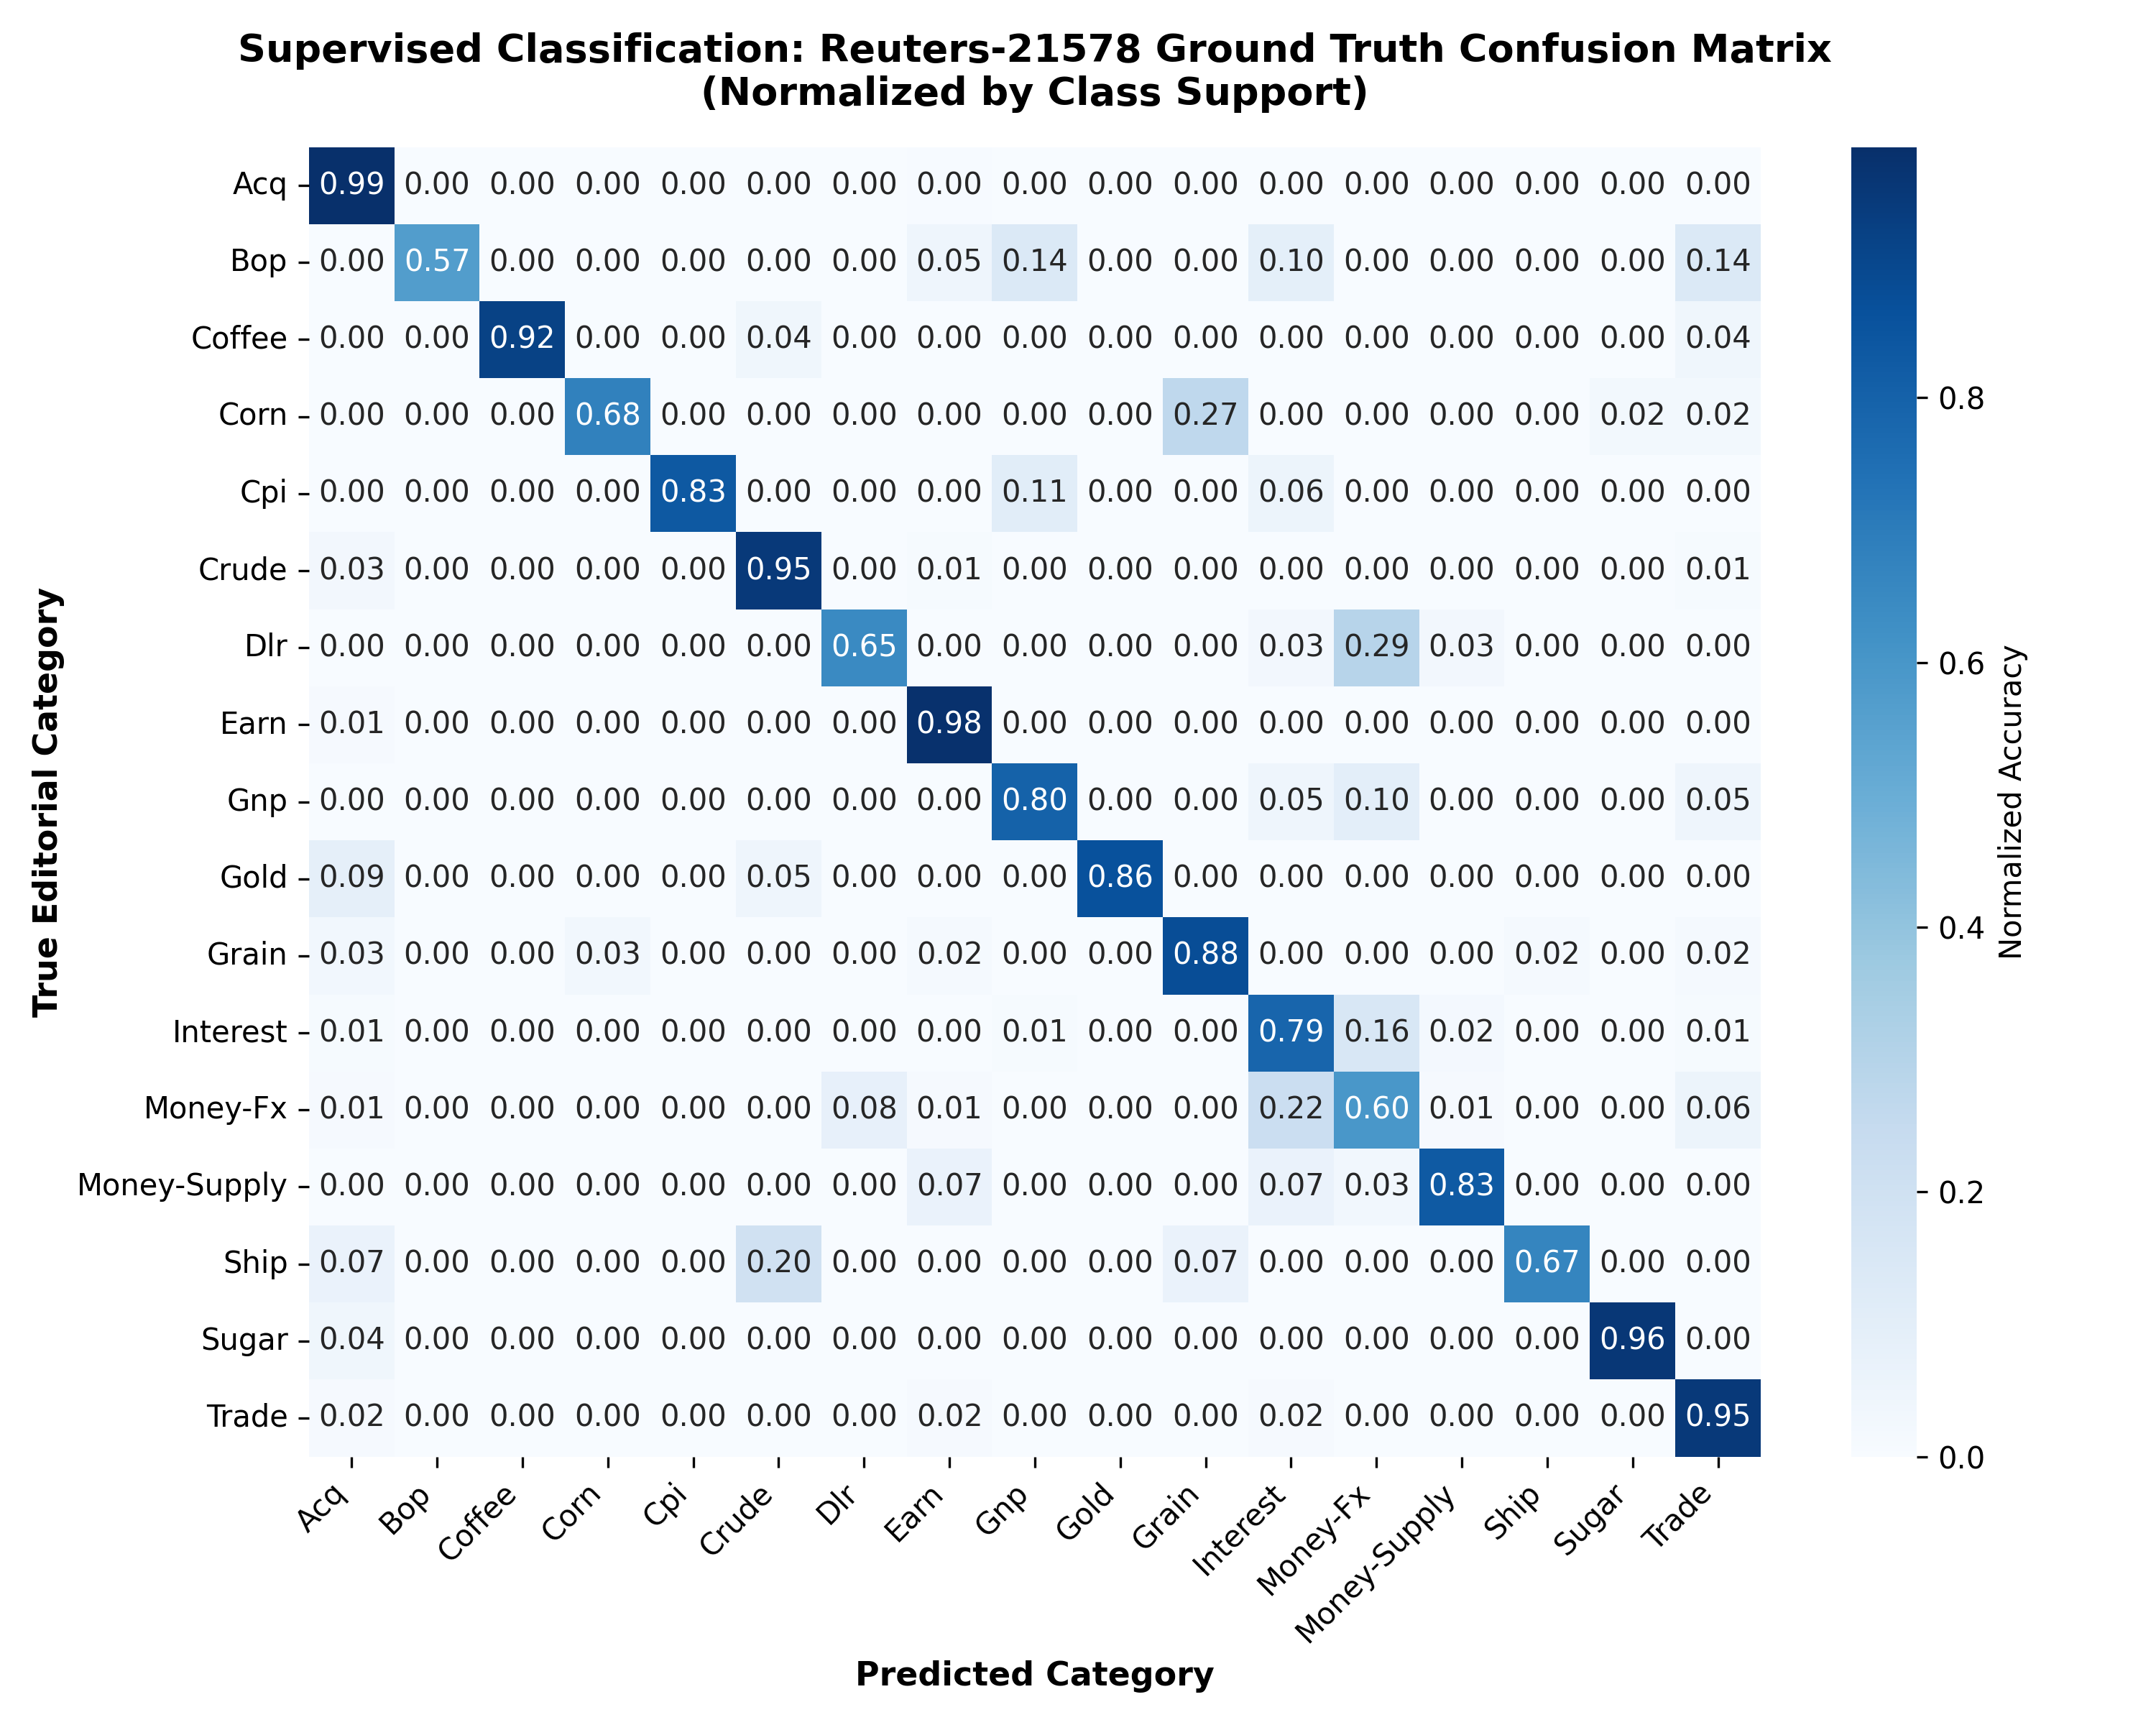 Supervised Classification: Reuters-21578 Ground Truth Confusion Matrix
(Normalized by Class Support)
True Editorial Category
Acq 0.99 0.00 0.00 0.00 0.00 0.00 0.00 0.00 0.00 0.00 0.00 0.00 0.00 0.00 0.00 0.00 0.00
Bop 0.00 0.57 0.00 0.00 0.00 0.00 0.00 0.05 0.14 0.00 0.00 0.10 0.00 0.00 0.00 0.00 0.14
Coffee 0.00 0.00 0.92 0.00 0.00 0.04 0.00 0.00 0.00 0.00 0.00 0.00 0.00 0.00 0.00 0.00 0.04
Corn 0.00 0.00 0.00 0.68 0.00 0.00 0.00 0.00 0.00 0.00 0.27 0.00 0.00 0.00 0.00 0.02 0.02
Cpi 0.00 0.00 0.00 0.00 0.83 0.00 0.00 0.00 0.11 0.00 0.00 0.06 0.00 0.00 0.00 0.00 0.00
Crude 0.03 0.00 0.00 0.00 0.00 0.95 0.00 0.01 0.00 0.00 0.00 0.00 0.00 0.00 0.00 0.00 0.01
Dlr 0.00 0.00 0.00 0.00 0.00 0.00 0.65 0.00 0.00 0.00 0.00 0.03 0.29 0.03 0.00 0.00 0.00
Earn 0.01 0.00 0.00 0.00 0.00 0.00 0.00 0.98 0.00 0.00 0.00 0.00 0.00 0.00 0.00 0.00 0.00
Gnp 0.00 0.00 0.00 0.00 0.00 0.00 0.00 0.00 0.80 0.00 0.00 0.05 0.10 0.00 0.00 0.00 0.05
Gold 0.09 0.00 0.00 0.00 0.00 0.05 0.00 0.00 0.00 0.86 0.00 0.00 0.00 0.00 0.00 0.00 0.00
Grain 0.03 0.00 0.00 0.03 0.00 0.00 0.00 0.02 0.00 0.00 0.88 0.00 0.00 0.00 0.02 0.00 0.02
Interest 0.01 0.00 0.00 0.00 0.00 0.00 0.00 0.00 0.01 0.00 0.00 0.79 0.16 0.02 0.00 0.00 0.01
Money-Fx 0.01 0.00 0.00 0.00 0.00 0.00 0.08 0.01 0.00 0.00 0.00 0.22 0.60 0.01 0.00 0.00 0.06
Money-Supply 0.00 0.00 0.00 0.00 0.00 0.00 0.00 0.07 0.00 0.00 0.00 0.07 0.03 0.83 0.00 0.00 0.00
Ship 0.07 0.00 0.00 0.00 0.00 0.20 0.00 0.00 0.00 0.00 0.07 0.00 0.00 0.00 0.67 0.00 0.00
Sugar 0.04 0.00 0.00 0.00 0.00 0.00 0.00 0.00 0.00 0.00 0.00 0.00 0.00 0.00 0.00 0.96 0.00
Trade 0.02 0.00 0.00 0.00 0.00 0.00 0.00 0.02 0.00 0.00 0.00 0.02 0.00 0.00 0.00 0.00 0.95
Acq Bop Coffee Corn Cpi Crude Dlr Earn Gnp Gold Grain Interest Money-Fx Money-Supply Ship Sugar Trade
Predicted Category
0.8
0.6
0.4
0.2
0.0
Normalized Accuracy